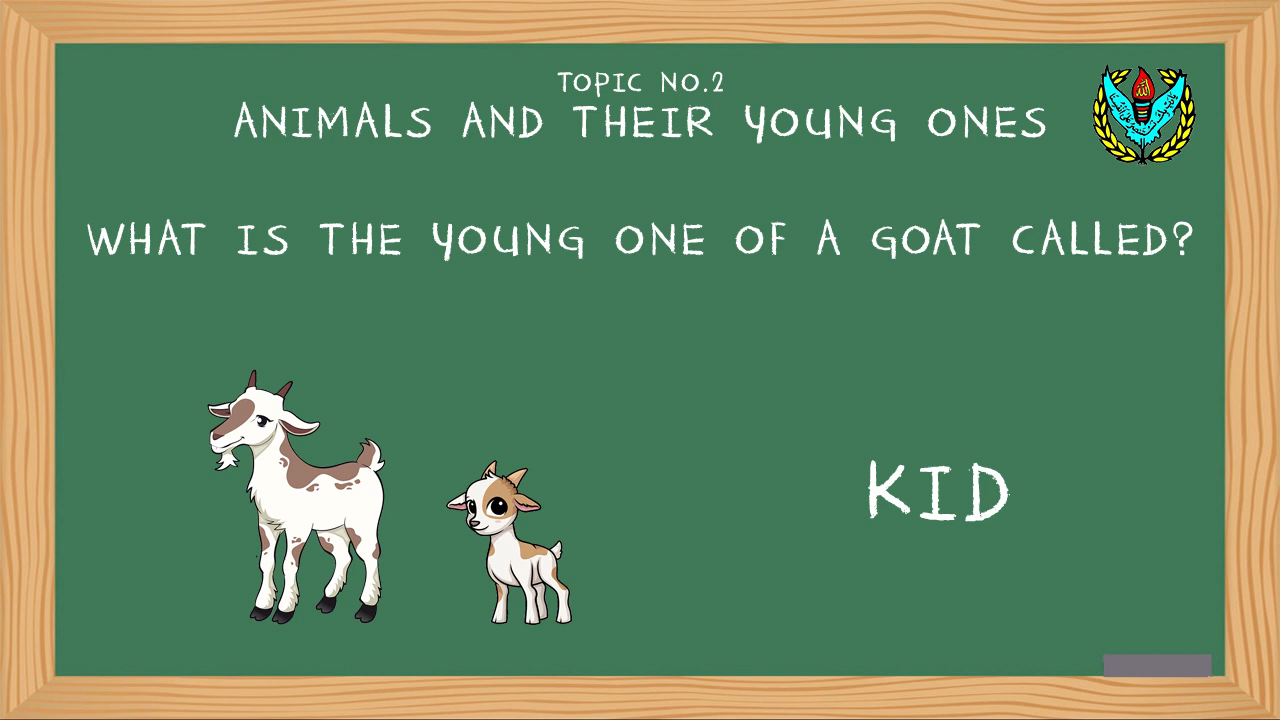 TOPIC NO.2
ANIMALS AND THEIR YOUNG ONES
WHAT IS THE YOUNG ONE OF A GOAT CALLED?
KID